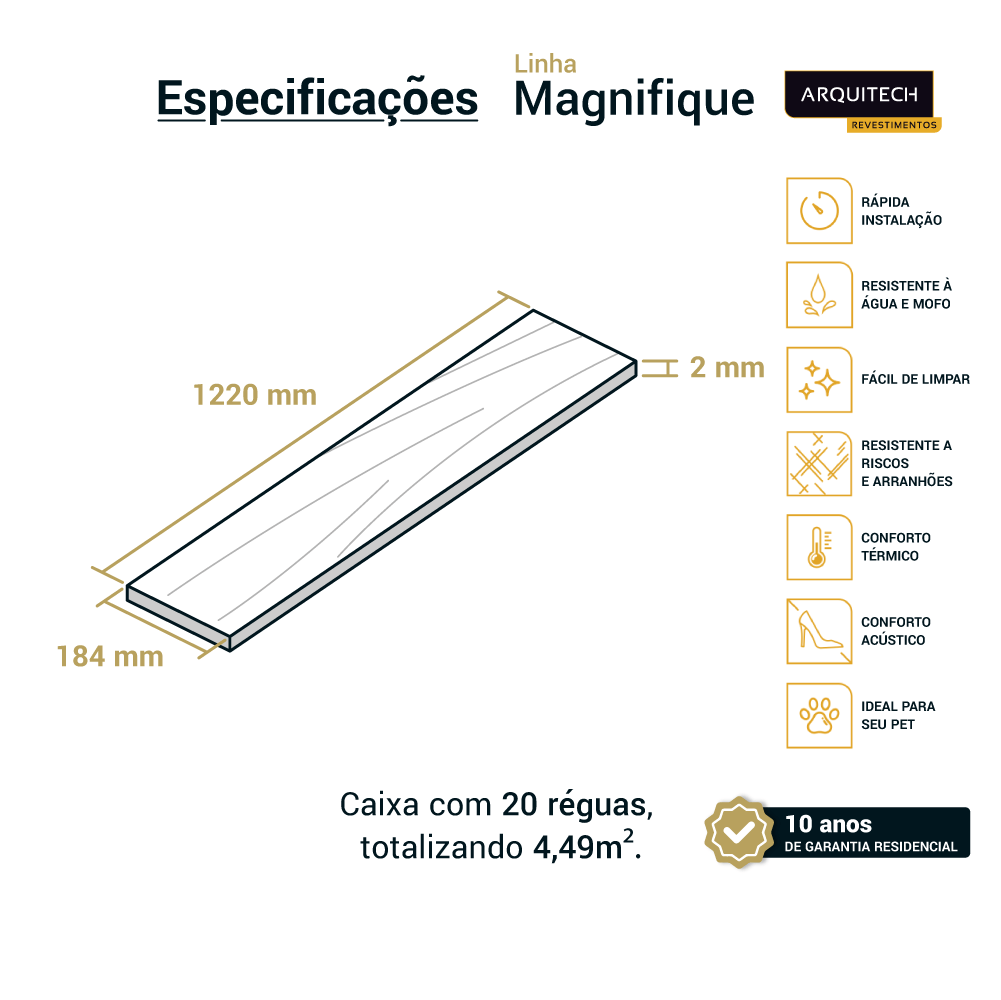 Especificações
Linha
Magnifique
ARQUITECH
REVESTIMENTOS
RÁPIDA
INSTALAÇÃO
RESISTENTE À
ÁGUA E MOFO
FÁCIL DE LIMPAR
RESISTENTE A
RISCOS
E ARRANHÕES
CONFORTO
TÉRMICO
CONFORTO
ACÚSTICO
IDEAL PARA
SEU PET
1220 mm
2 mm
184 mm
Caixa com 20 réguas,
totalizando 4,49m².
10 anos
DE GARANTIA RESIDENCIAL